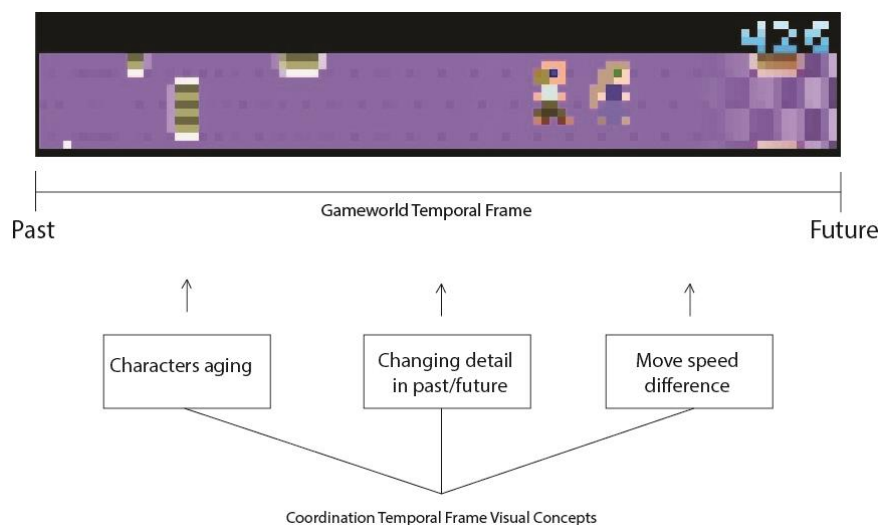 426
Gameworld Temporal Frame
Past
Future
Characters aging
Changing detail
in past/future
Move speed
difference
Coordination Temporal Frame Visual Concepts